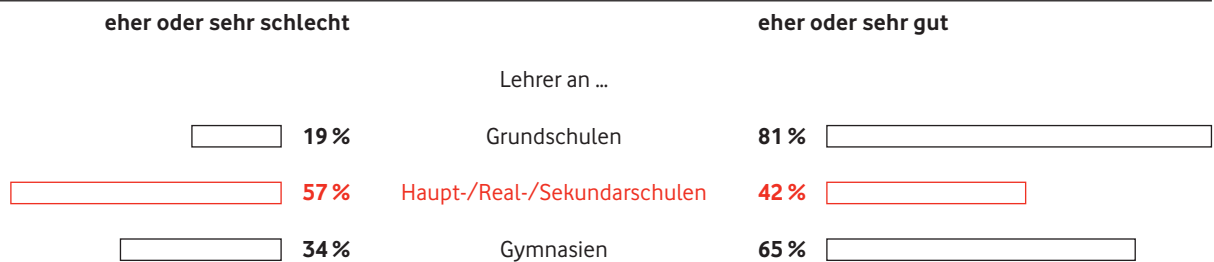 eher oder sehr schlecht eher oder sehr gut
Lehrer an …
19 % Grundschulen 81 %
57 % Haupt-/Real-/Sekundarschulen 42 %
34 % Gymnasien 65 %